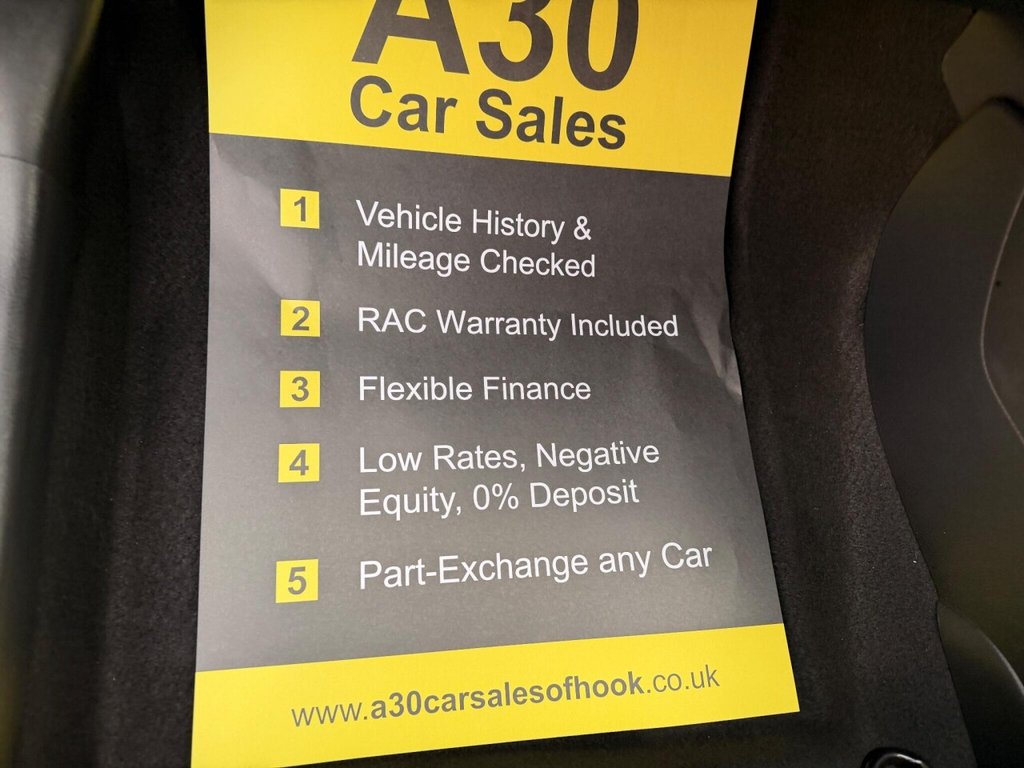 A30
Car Sales
1 Vehicle History &
Mileage Checked
2 RAC Warranty Included
3 Flexible Finance
4 Low Rates, Negative
Equity, 0% Deposit
5 Part-Exchange any Car
www.a30carsalesofhook.co.uk